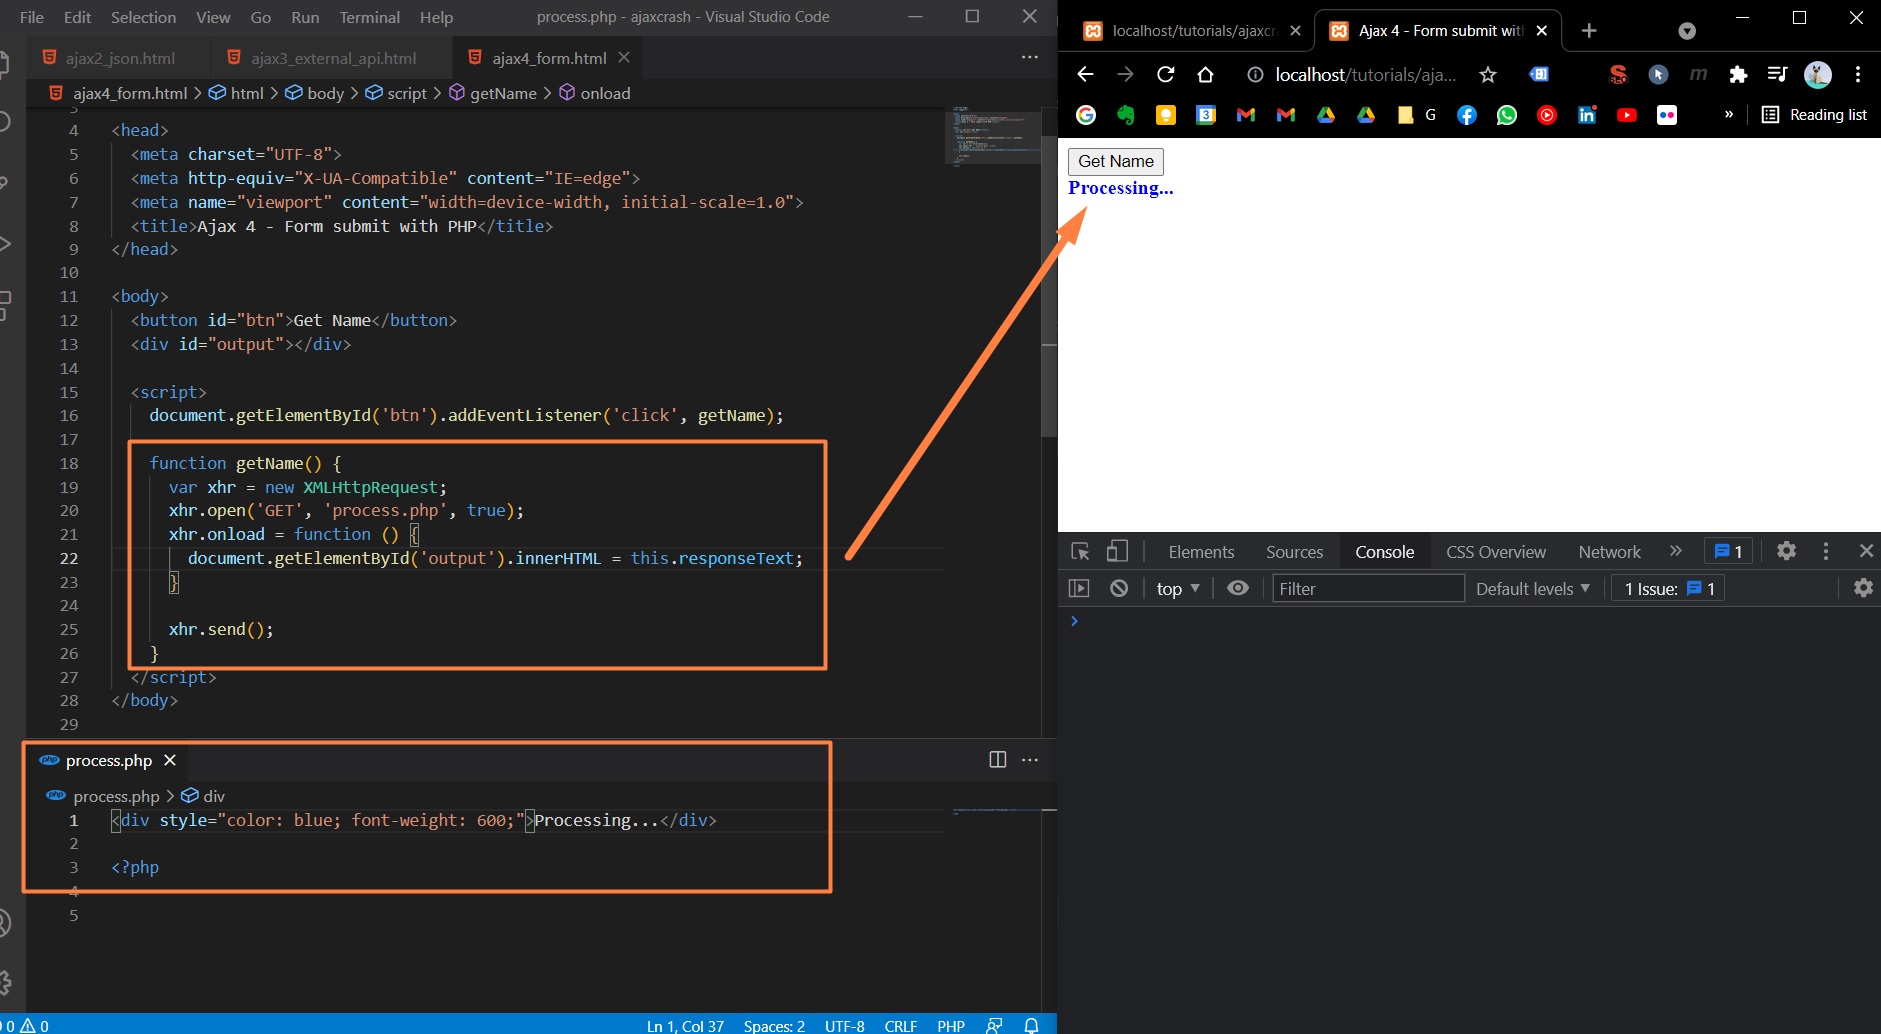 File Edit Selection View Go Run Terminal Help process.php - ajaxcrash - Visual Studio Code
ajax2_json.html ajax3_external_api.html ajax4_form.html
ajax4_form.html > html > body > script > getName > onload
3
4 <head>
5 <meta charset="UTF-8">
6 <meta http-equiv="X-UA-Compatible" content="IE=edge">
7 <meta name="viewport" content="width=device-width, initial-scale=1.0">
8 <title>Ajax 4 - Form submit with PHP</title>
9 </head>
10
11 <body>
12 <button id="btn">Get Name</button>
13 <div id="output"></div>
14
15 <script>
16 document.getElementById('btn').addEventListener('click', getName);
17
18 function getName() {
19 var xhr = new XMLHttpRequest;
20 xhr.open('GET', 'process.php', true);
21 xhr.onload = function () {
22 document.getElementById('output').innerHTML = this.responseText;
23 }
24
25 xhr.send();
26 }
27 </script>
28 </body>
29
php process.php
php process.php > div
1 <div style="color: blue; font-weight: 600;">Processing...</div>
2
3 <?php
4
5
0 0 Ln 1, Col 37 Spaces: 2 UTF-8 CRLF PHP
localhost/tutorials/ajaxcr Ajax 4 - Form submit with
localhost/tutorials/aja... SEO m
3 G in » Reading list
Get Name
Processing...
Elements Sources Console CSS Overview Network » 1
top Filter Default levels 1 Issue: 1